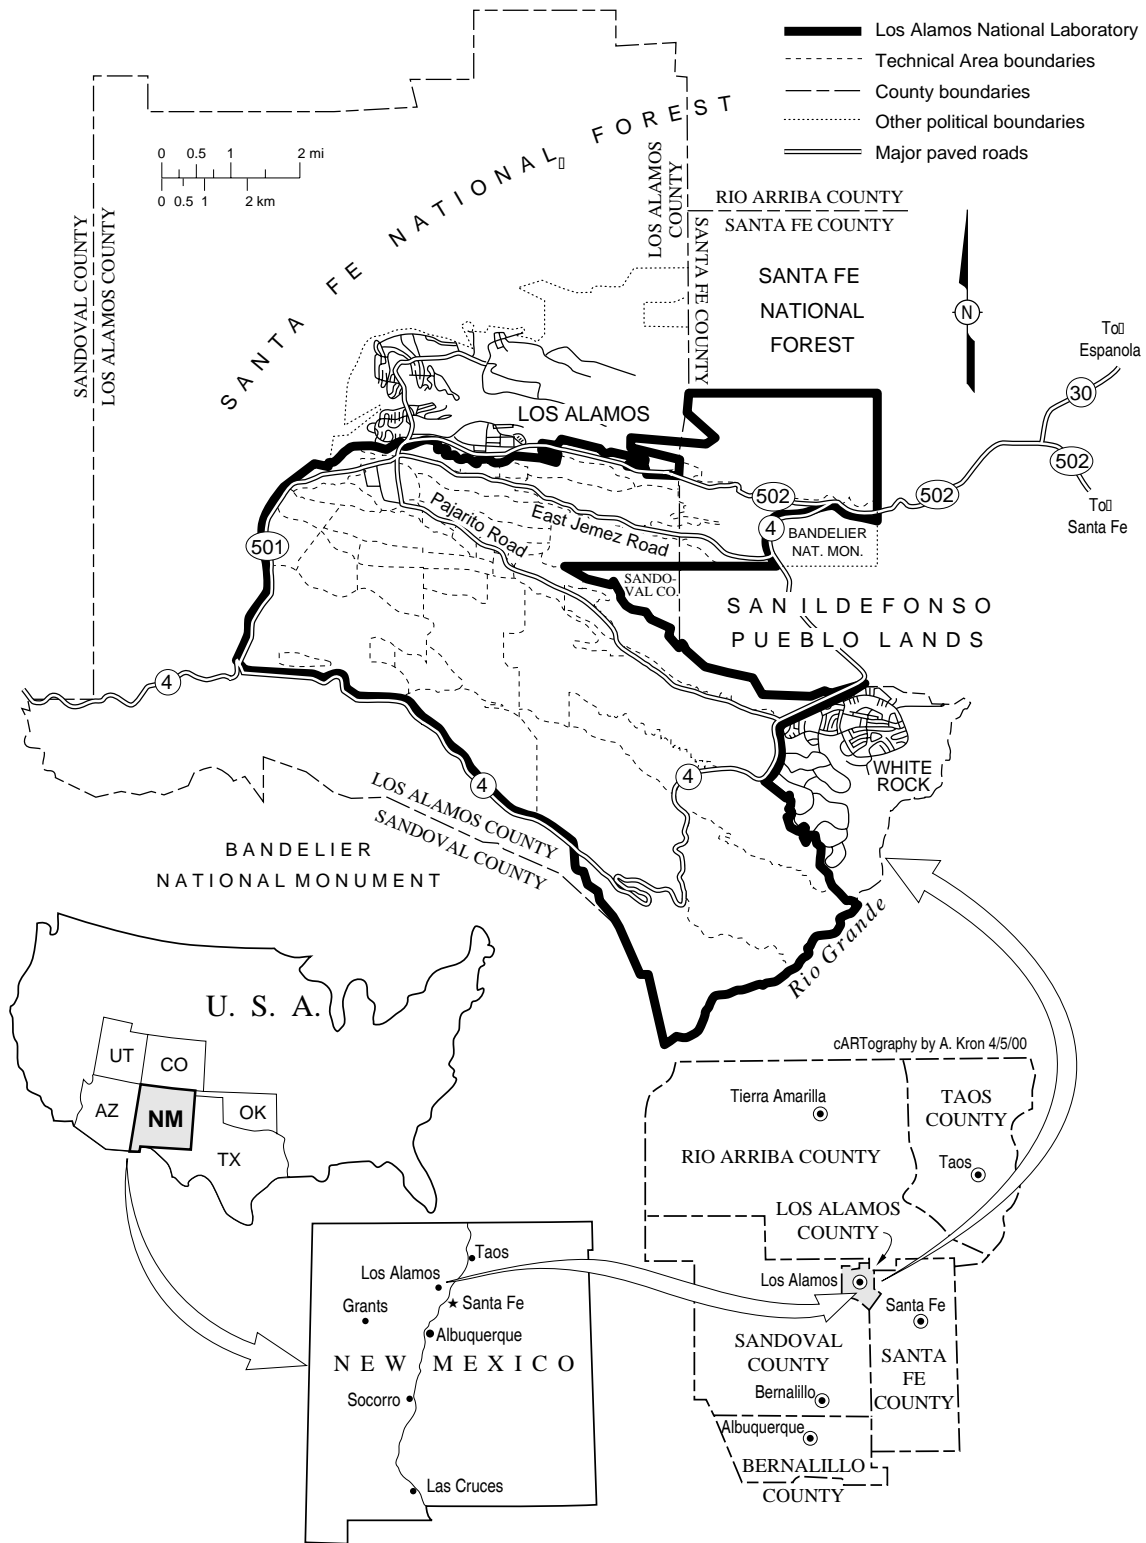 Los Alamos National Laboratory
Technical Area boundaries
County boundaries
Other political boundaries
Major paved roads
0 0.5 1 2 mi
0 0.5 1 2 km
SANTA FE NATIONAL FOREST
SANDOVAL COUNTY
LOS ALAMOS COUNTY
LOS ALAMOS
COUNTY
SANTA FE COUNTY
RIO ARRIBA COUNTY
SANTA FE COUNTY
SANTA FE
NATIONAL
FOREST
N
To
Espanola
30
502
To
Santa Fe
LOS ALAMOS
502
502
4
BANDELIER
NAT. MON.
East Jemez Road
Pajarito Road
501
SANDO-
VAL CO.
SAN ILDEFONSO
PUEBLO LANDS
4
4
4
WHITE
ROCK
LOS ALAMOS COUNTY
SANDOVAL COUNTY
BANDELIER
NATIONAL MONUMENT
Rio Grande
U. S. A.
UT
CO
AZ
NM
OK
TX
cARTography by A. Kron 4/5/00
Tierra Amarilla
TAOS
COUNTY
RIO ARRIBA COUNTY
Taos
LOS ALAMOS
COUNTY
Los Alamos
Santa Fe
SANDOVAL
COUNTY
SANTA
FE
COUNTY
Bernalillo
Albuquerque
BERNALILLO
COUNTY
Taos
Los Alamos
Santa Fe
Grants
Albuquerque
NEW MEXICO
Socorro
Las Cruces